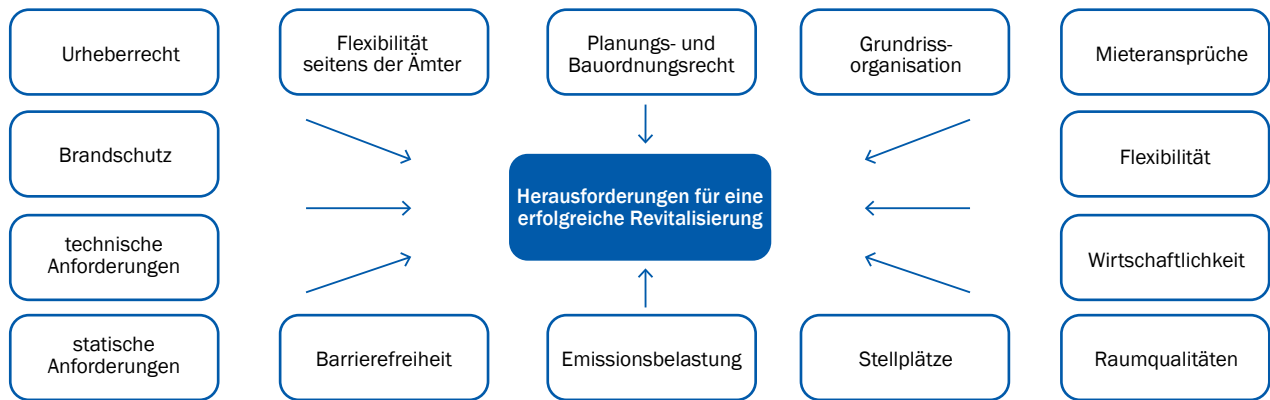 Urheberrecht
Flexibilität
seitens der Ämter
Planungs- und
Bauordnungsrecht
Grundriss-
organisation
Mieteransprüche
Brandschutz
Flexibilität
Herausforderungen für eine
erfolgreiche Revitalisierung
technische
Anforderungen
Wirtschaftlichkeit
statische
Anforderungen
Barrierefreiheit
Emissionsbelastung
Stellplätze
Raumqualitäten